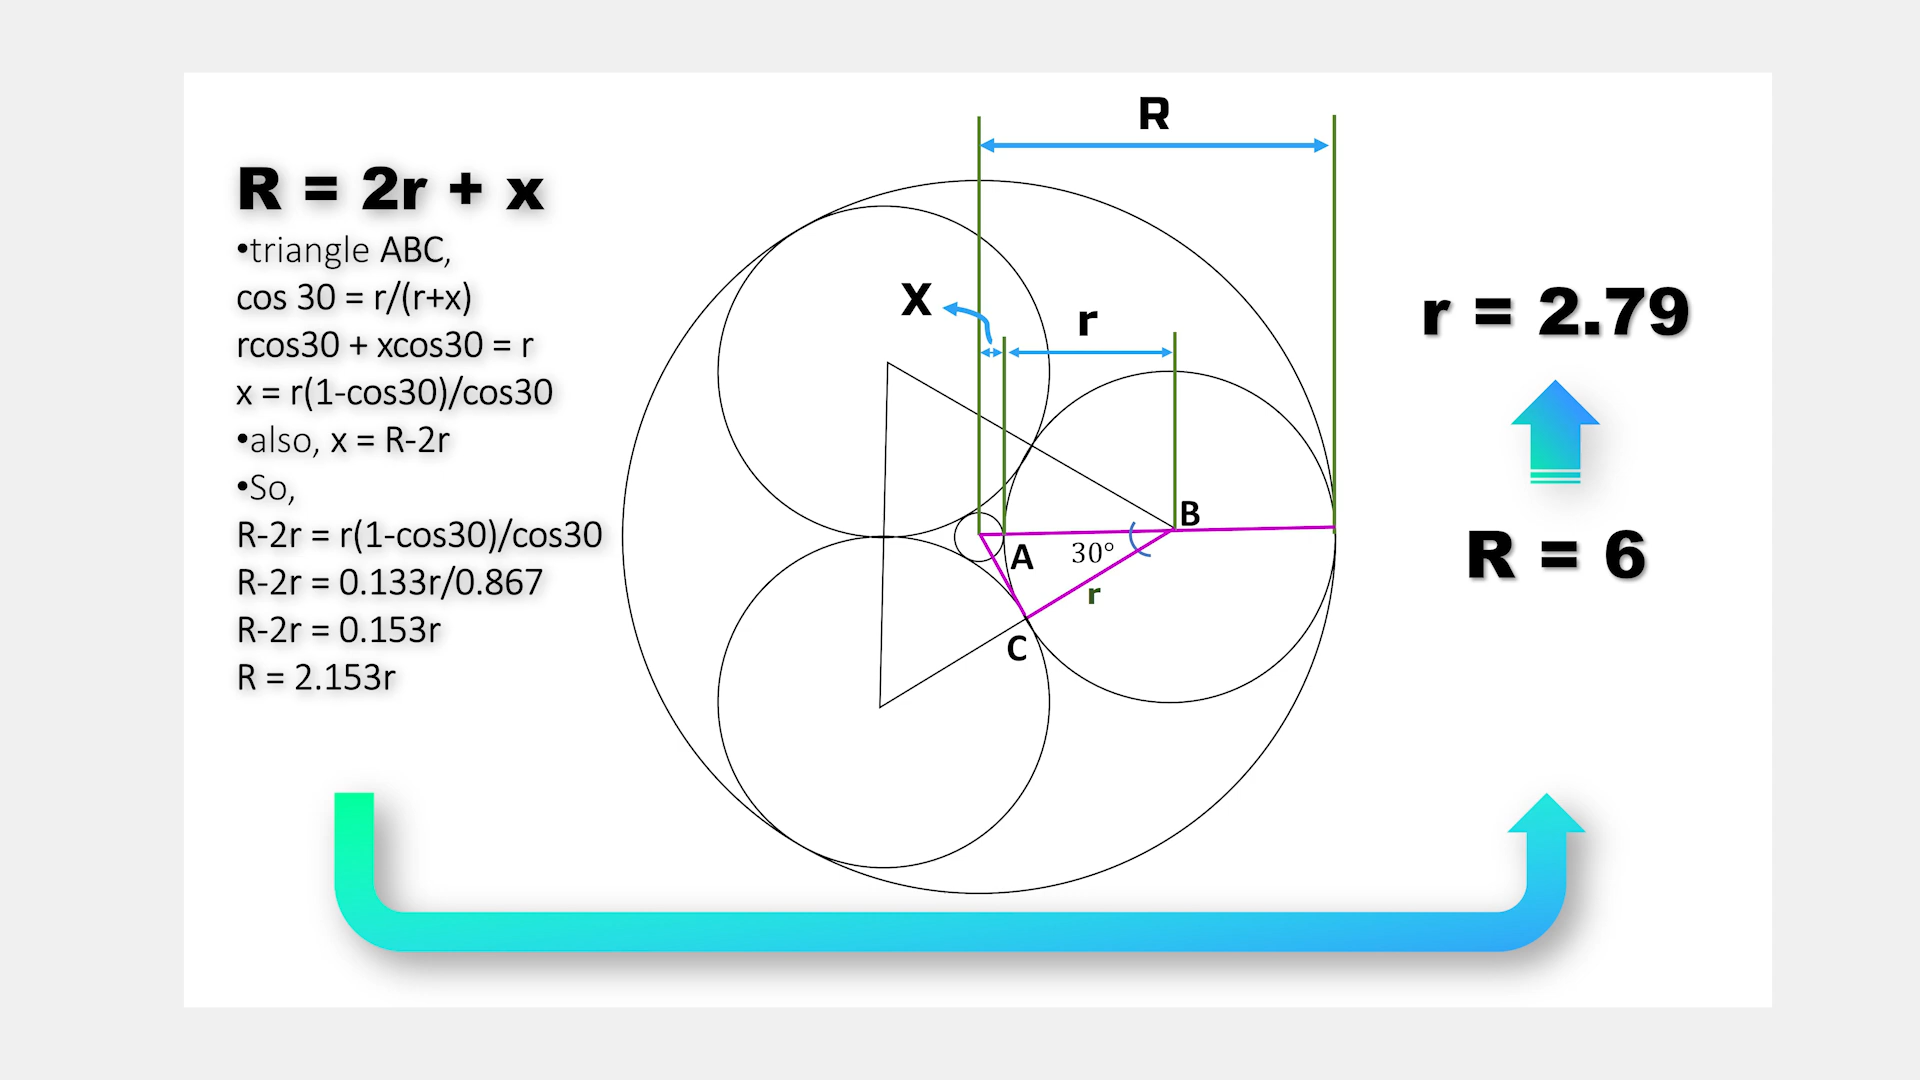 R = 2r + x
•triangle ABC,
cos 30 = r/(r+x)
rcos30 + xcos30 = r
x = r(1-cos30)/cos30
•also, x = R-2r
•So,
R-2r = r(1-cos30)/cos30
R-2r = 0.133r/0.867
R-2r = 0.153r
R = 2.153r
R
X
r
B
A
30°
r
C
r = 2.79
R = 6